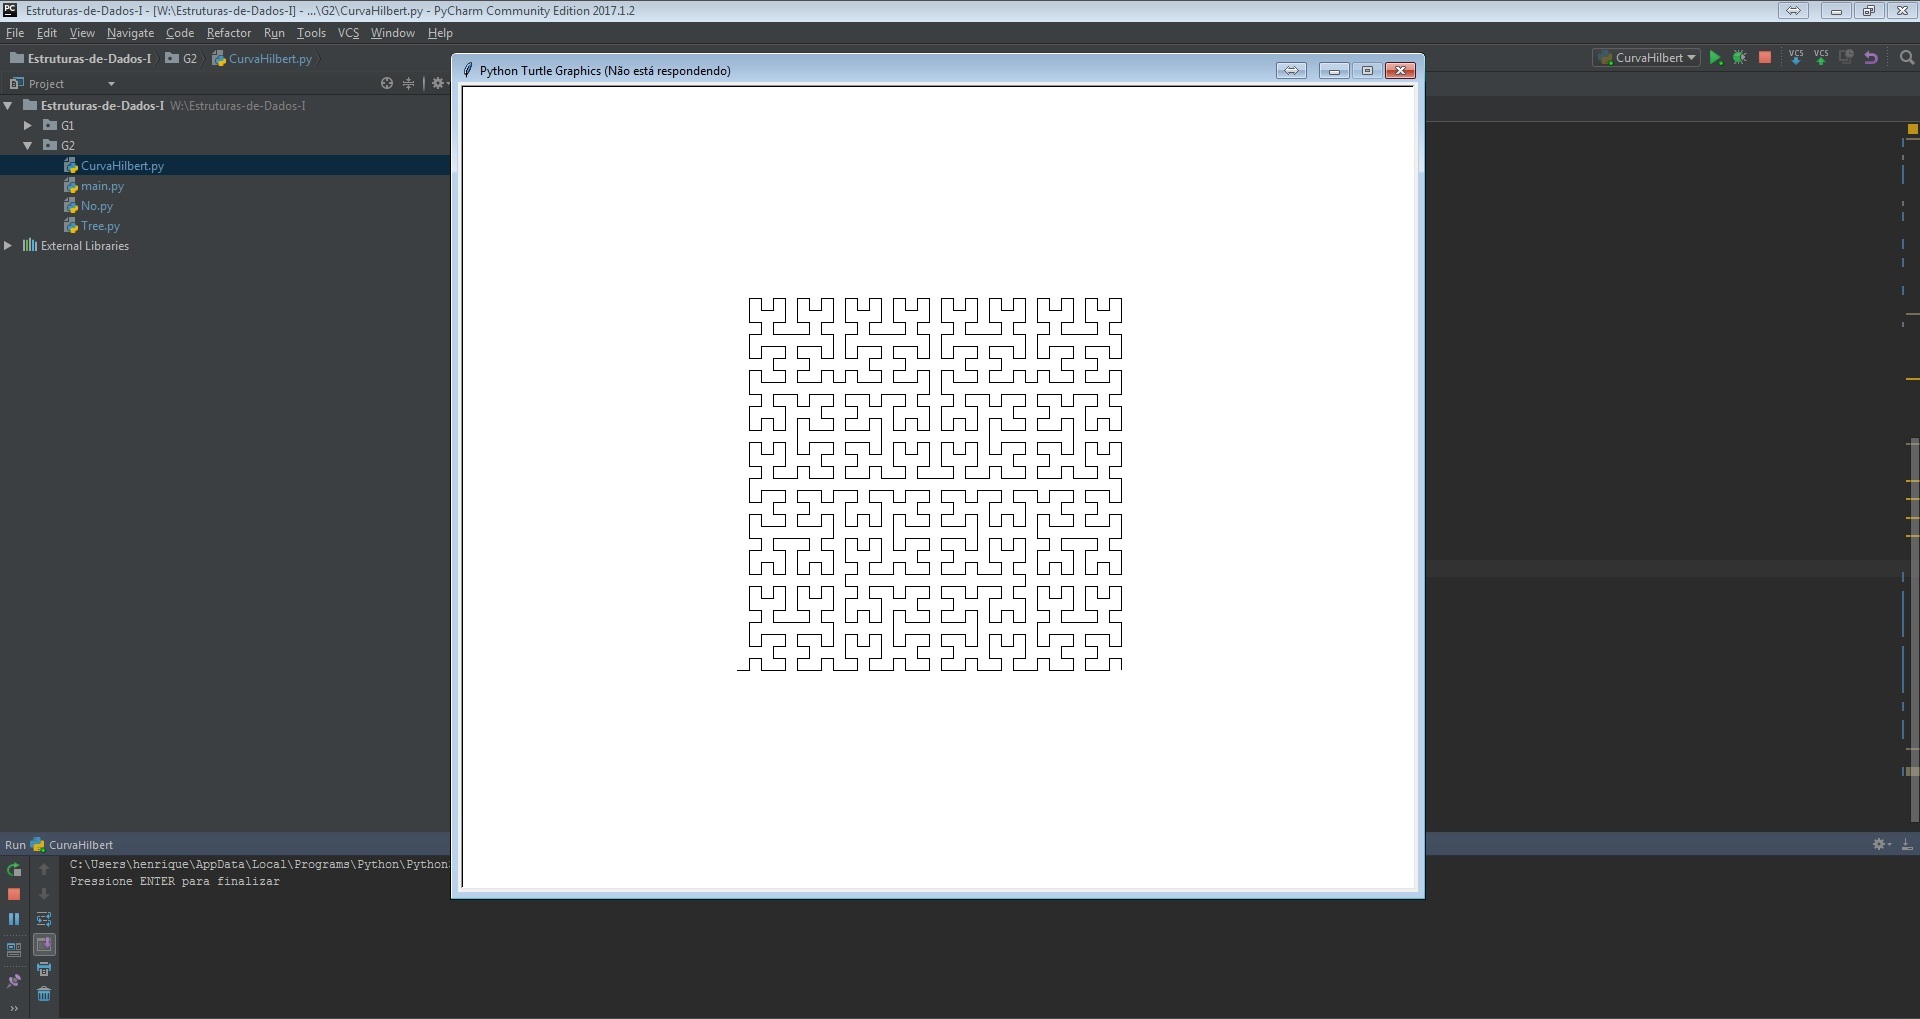 Estruturas-de-Dados-I - [W:\Estruturas-de-Dados-I] - ...\G2\CurvaHilbert.py - PyCharm Community Edition 2017.1.2
File Edit View Navigate Code Refactor Run Tools VCS Window Help
Estruturas-de-Dados-I G2 CurvaHilbert.py
CurvaHilbert VCS VCS
Python Turtle Graphics (Não está respondendo)
Project
Estruturas-de-Dados-I W:\Estruturas-de-Dados-I
G1
G2
CurvaHilbert.py
main.py
No.py
Tree.py
External Libraries
Run CurvaHilbert
C:\Users\henrique\AppData\Local\Programs\Python\Python
Pressione ENTER para finalizar